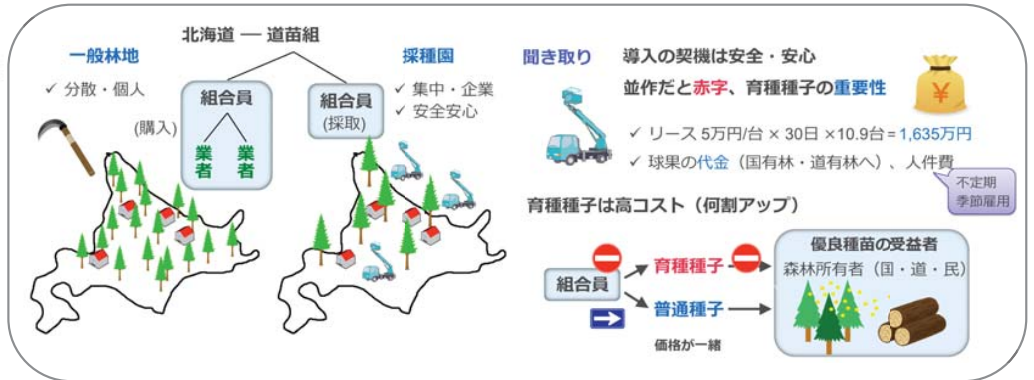 北海道 ― 道苗組
一般林地
✓ 分散・個人
組合員
(購入)
業者
業者
採種園
✓ 集中・企業
✓ 安全安心
組合員
(採取)
聞き取り
導入の契機は安全・安心
並作だと赤字、育種種子の重要性
¥
✓ リース 5万円/台 × 30日 ×10.9台= 1,635万円
✓ 球果の代金（国有林・道有林へ）、人件費
不定期
季節雇用
育種種子は高コスト（何割アップ）
組合員
育種種子
普通種子
価格が一緒
優良種苗の受益者
森林所有者（国・道・民）